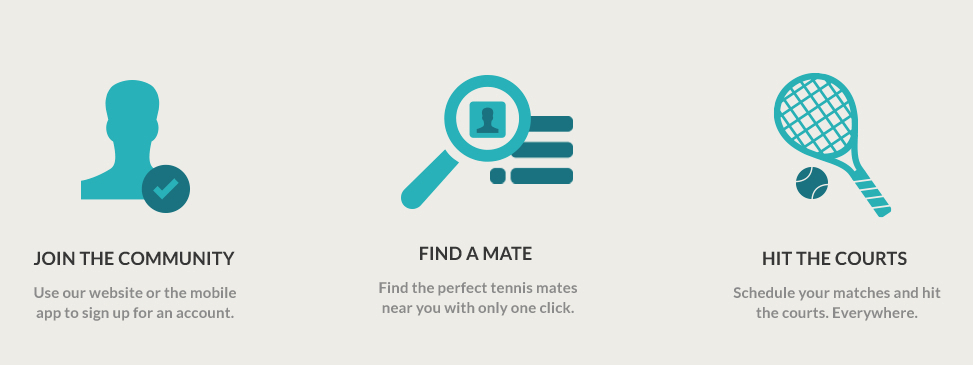 JOIN THE COMMUNITY
Use our website or the mobile
app to sign up for an account.
FIND A MATE
Find the perfect tennis mates
near you with only one click.
HIT THE COURTS
Schedule your matches and hit
the courts. Everywhere.